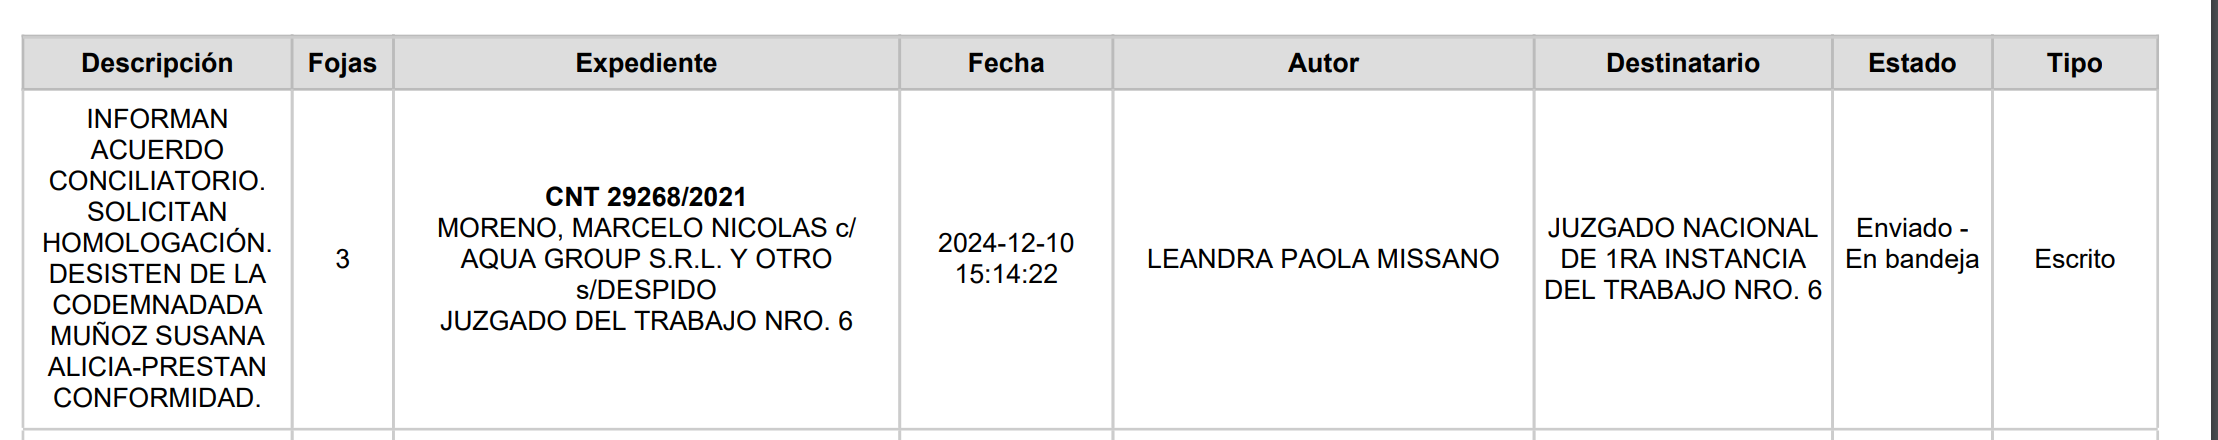 Descripción Fojas Expediente Fecha Autor Destinatario Estado Tipo
INFORMAN
ACUERDO
CONCILIATORIO.
SOLICITAN
HOMOLOGACIÓN.
DESISTEN DE LA
CODEMNADADA
MUÑOZ SUSANA
ALICIA-PRESTAN
CONFORMIDAD.
3
CNT 29268/2021
MORENO, MARCELO NICOLAS c/
AQUA GROUP S.R.L. Y OTRO
s/DESPIDO
JUZGADO DEL TRABAJO NRO. 6
2024-12-10
15:14:22
LEANDRA PAOLA MISSANO
JUZGADO NACIONAL
DE 1RA INSTANCIA
DEL TRABAJO NRO. 6
Enviado -
En bandeja
Escrito